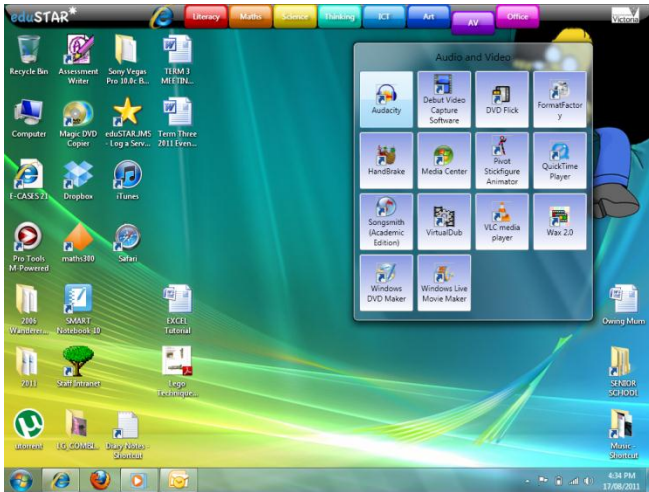 eduSTAR*
Literacy
Maths
Science
Thinking
ICT
Art
AV
Office
Victoria
Recycle Bin
Assessment
Writer
Sony Vegas
Pro 10.0c B...
TERM 3
MEETIN...
Computer
Magic DVD
Copier
eduSTAR.JMS
- Log a Serv...
Term Three
2011 Even...
E-CASES 21
Dropbox
iTunes
Pro Tools
M-Powered
maths300
Safari
2006
Wanderer...
SMART
Notebook 10
EXCEL
Tutorial
2011
Staff Intranet
Lego
Technique...
utorrent
LG_COMBI...
Diary Notes -
Shortcut
Audio and Video
Audacity
Debut Video
Capture
Software
DVD Flick
FormatFactor
y
HandBrake
Media Center
Pivot
Stickfigure
Animator
QuickTime
Player
Songsmith
(Academic
Edition)
VirtualDub
VLC media
player
Wax 2.0
Windows
DVD Maker
Windows Live
Movie Maker
Owing Mum
SENIOR
SCHOOL
Music -
Shortcut
4:34 PM
17/08/2011